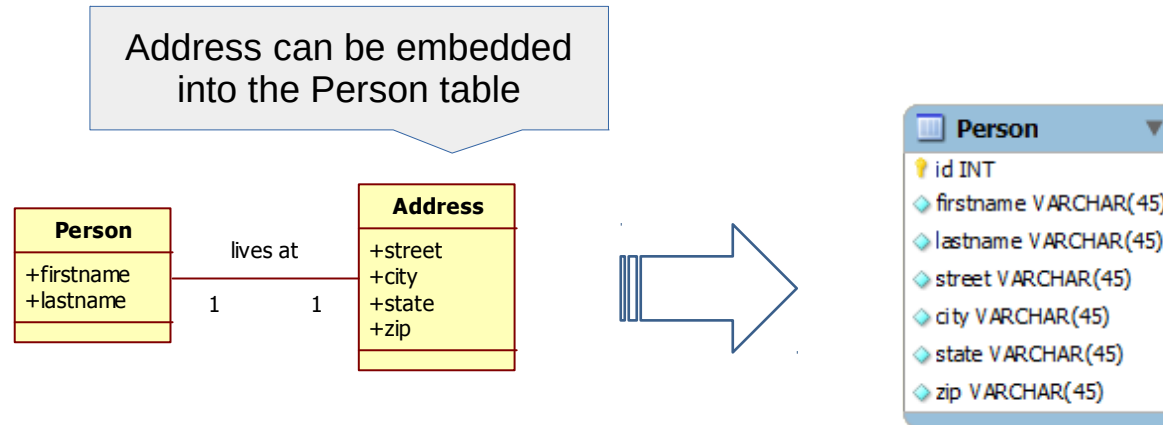 Address can be embedded
into the Person table
Person
+firstname
+lastname
lives at
1
1
Address
+street
+city
+state
+zip
Person
id INT
firstname VARCHAR(45)
lastname VARCHAR(45)
street VARCHAR(45)
city VARCHAR(45)
state VARCHAR(45)
zip VARCHAR(45)